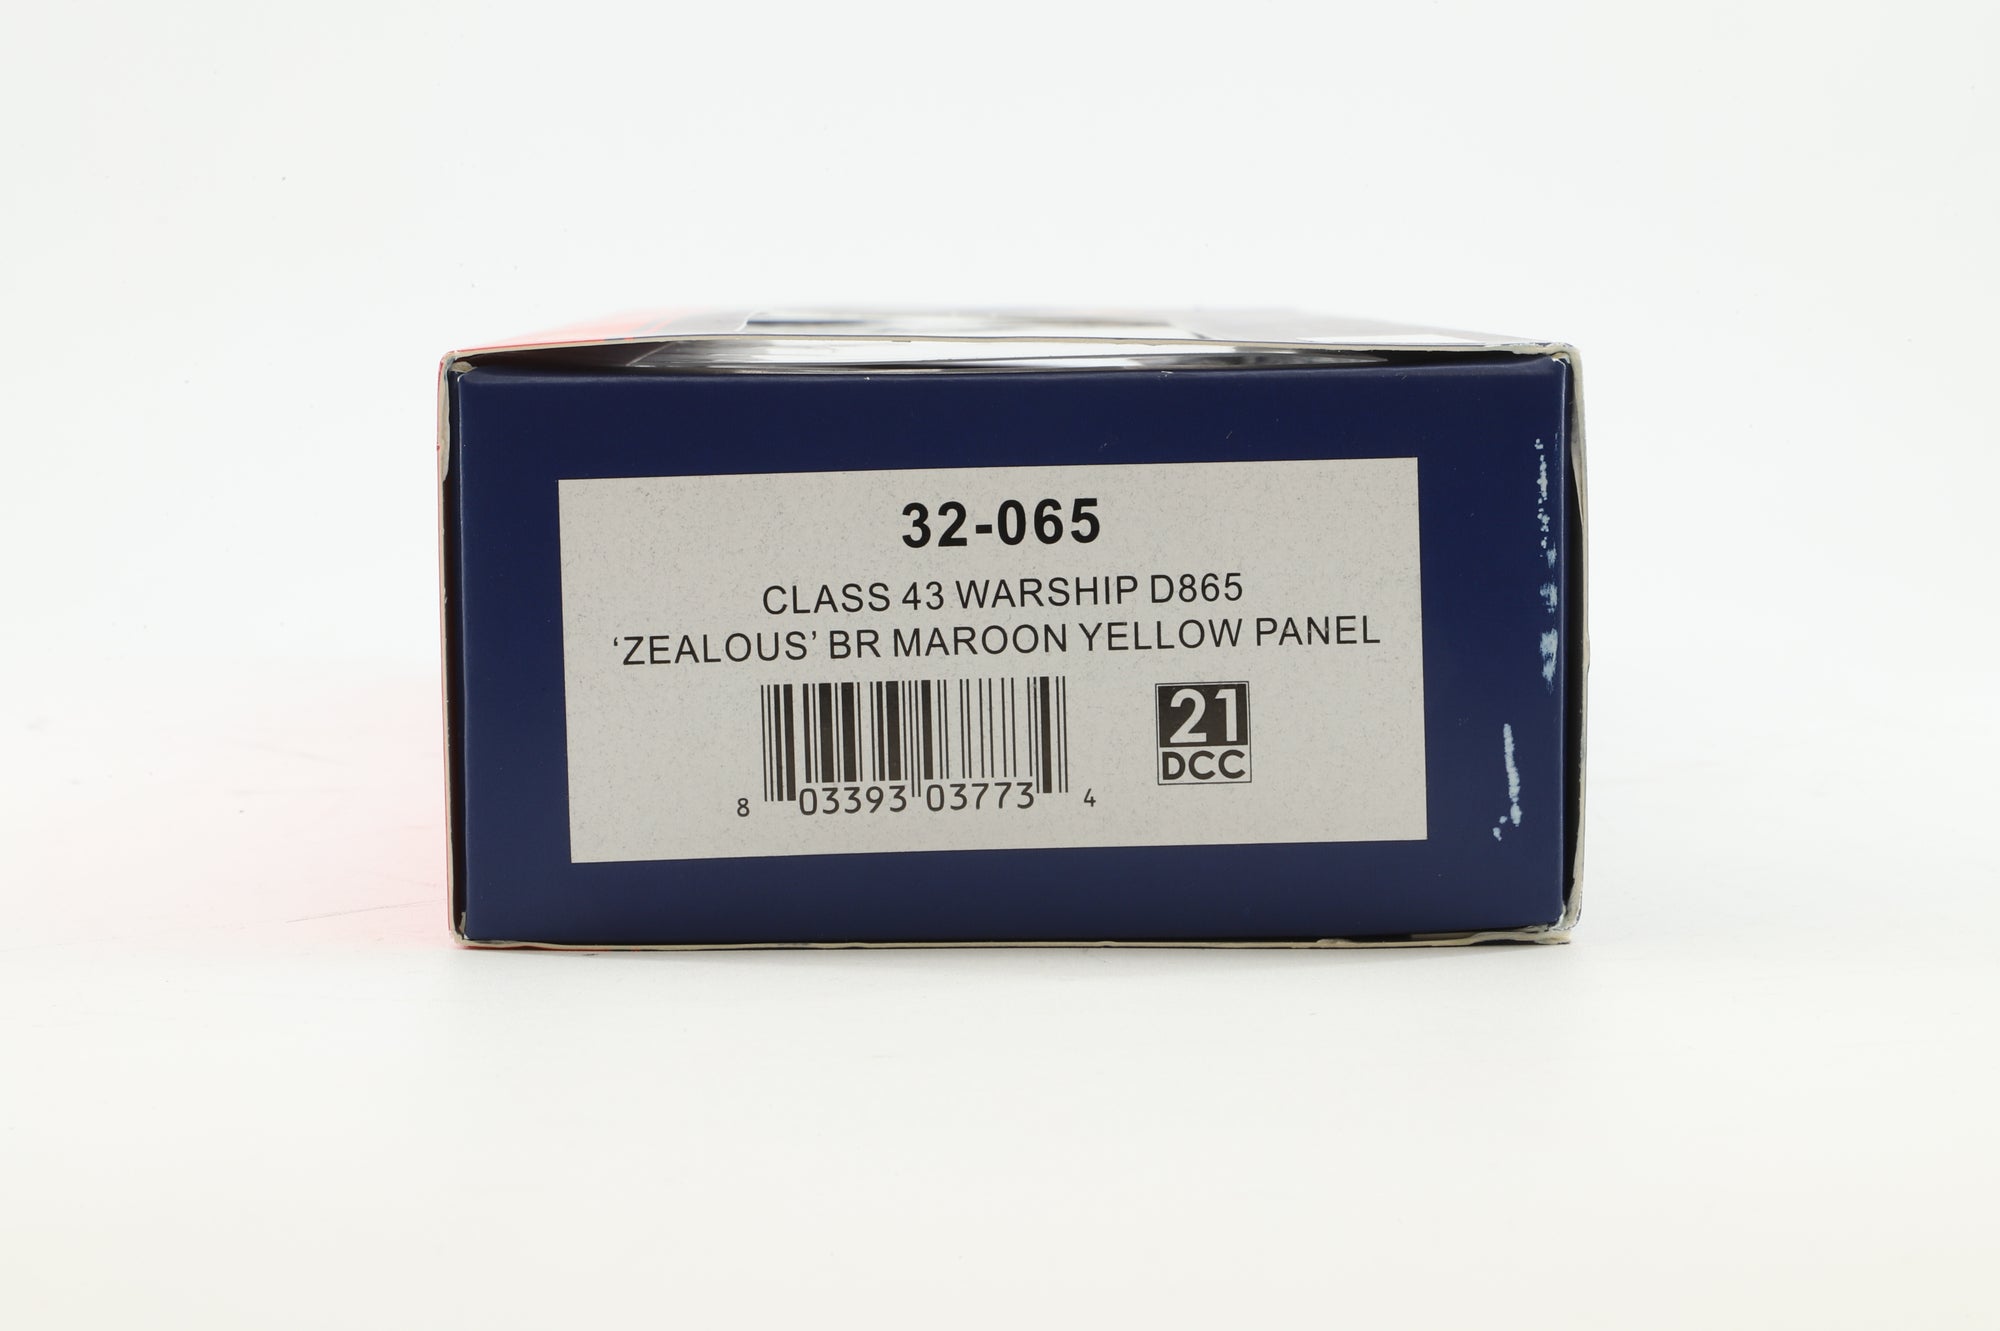 32-065
CLASS 43 WARSHIP D865
‘ZEALOUS’ BR MAROON YELLOW PANEL
21
DCC
8 03393 03773 4